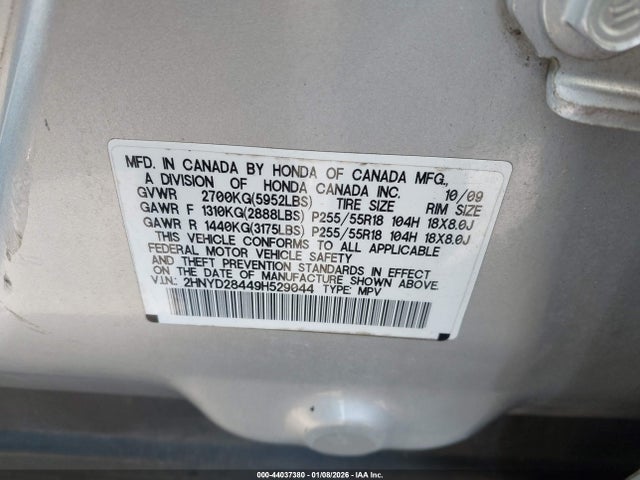 MFD. IN CANADA BY HONDA OF CANADA MFG.,
A DIVISION OF HONDA CANADA INC. 10/09
GVWR 2700KG(5952LBS) TIRE SIZE RIM SIZE
GAWR F 1310KG(2888LBS) P255/55R18 104H 18X8.0J
GAWR R 1440KG(3175LBS) P255/55R18 104H 18X8.0J
THIS VEHICLE CONFORMS TO ALL APPLICABLE
FEDERAL MOTOR VEHICLE SAFETY
AND THEFT PREVENTION STANDARDS IN EFFECT
ON THE DATE OF MANUFACTURE SHOWN ABOVE.
V.I.N.: 2HNYD28449H529044 TYPE: MPV
000-44037380 - 01/08/2026 - IAA Inc.